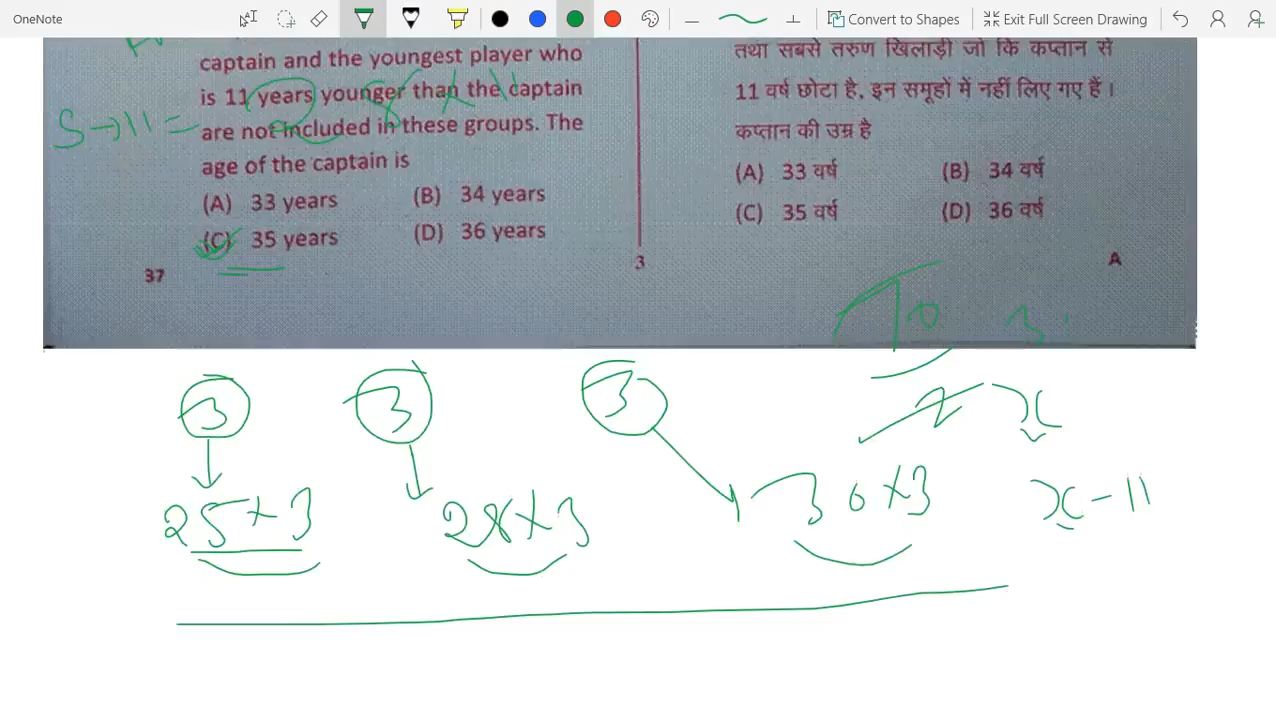 OneNote
Convert to Shapes
Exit Full Screen Drawing
captain and the youngest player who
is 11 years younger than the captain
are not included in these groups. The
age of the captain is
(A) 33 years (B) 34 years
(C) 35 years (D) 36 years
37
तथा सबसे तरुण खिलाड़ी जो कि कप्तान से
11 वर्ष छोटा है, इन समूहों में नहीं लिए गए हैं ।
कप्तान की उम्र है
(A) 33 वर्ष (B) 34 वर्ष
(C) 35 वर्ष (D) 36 वर्ष
3 A
S→11=
3 3 3 x
25×3 28×3 30×3 x-11